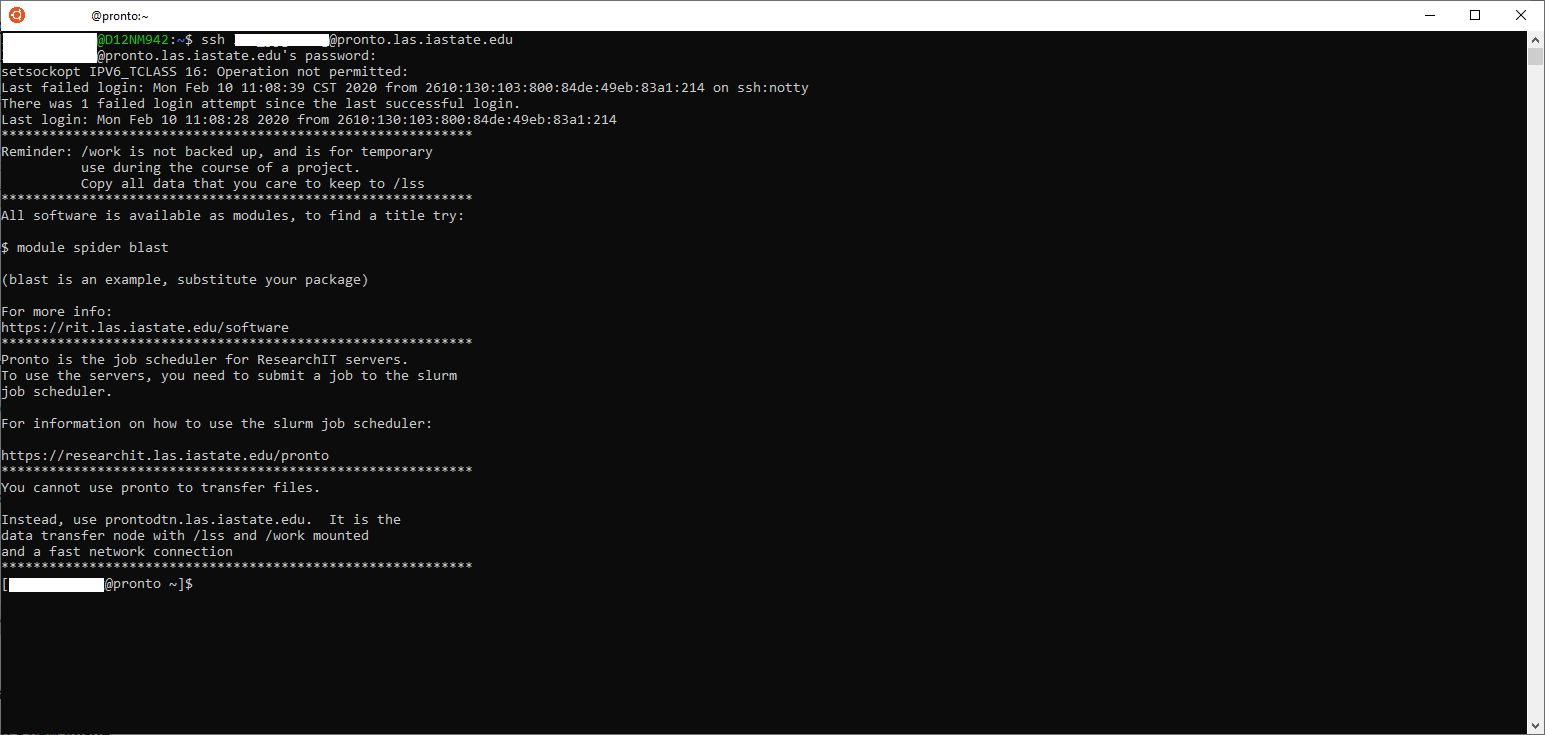 @pronto:~
@D12NM942:~$ ssh @pronto.las.iastate.edu
@pronto.las.iastate.edu's password:
setsockopt IPV6_TCLASS 16: Operation not permitted:
Last failed login: Mon Feb 10 11:08:39 CST 2020 from 2610:130:103:800:84de:49eb:83a1:214 on ssh:notty
There was 1 failed login attempt since the last successful login.
Last login: Mon Feb 10 11:08:28 2020 from 2610:130:103:800:84de:49eb:83a1:214
***********************************************************
Reminder: /work is not backed up, and is for temporary
use during the course of a project.
Copy all data that you care to keep to /lss
***********************************************************
All software is available as modules, to find a title try:
$ module spider blast
(blast is an example, substitute your package)
For more info:
https://rit.las.iastate.edu/software
***********************************************************
Pronto is the job scheduler for ResearchIT servers.
To use the servers, you need to submit a job to the slurm
job scheduler.
For information on how to use the slurm job scheduler:
https://researchit.las.iastate.edu/pronto
***********************************************************
You cannot use pronto to transfer files.
Instead, use prontodtn.las.iastate.edu.  It is the
data transfer node with /lss and /work mounted
and a fast network connection
***********************************************************
[ @pronto ~]$